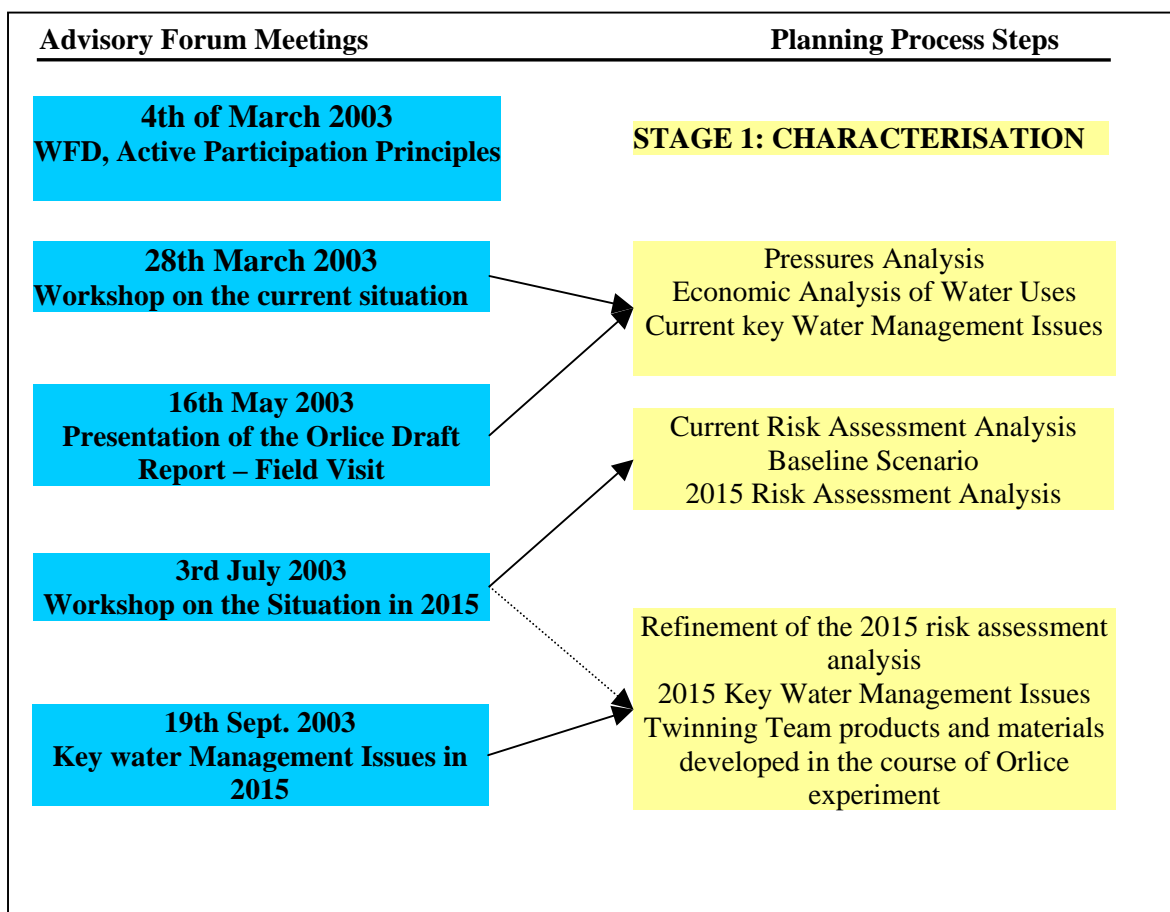 Advisory Forum Meetings
Planning Process Steps
4th of March 2003
WFD, Active Participation Principles
STAGE 1: CHARACTERISATION
28th March 2003
Workshop on the current situation
Pressures Analysis
Economic Analysis of Water Uses
Current key Water Management Issues
16th May 2003
Presentation of the Orlice Draft
Report – Field Visit
Current Risk Assessment Analysis
Baseline Scenario
2015 Risk Assessment Analysis
3rd July 2003
Workshop on the Situation in 2015
Refinement of the 2015 risk assessment
analysis
2015 Key Water Management Issues
Twinning Team products and materials
developed in the course of Orlice
experiment
19th Sept. 2003
Key water Management Issues in
2015